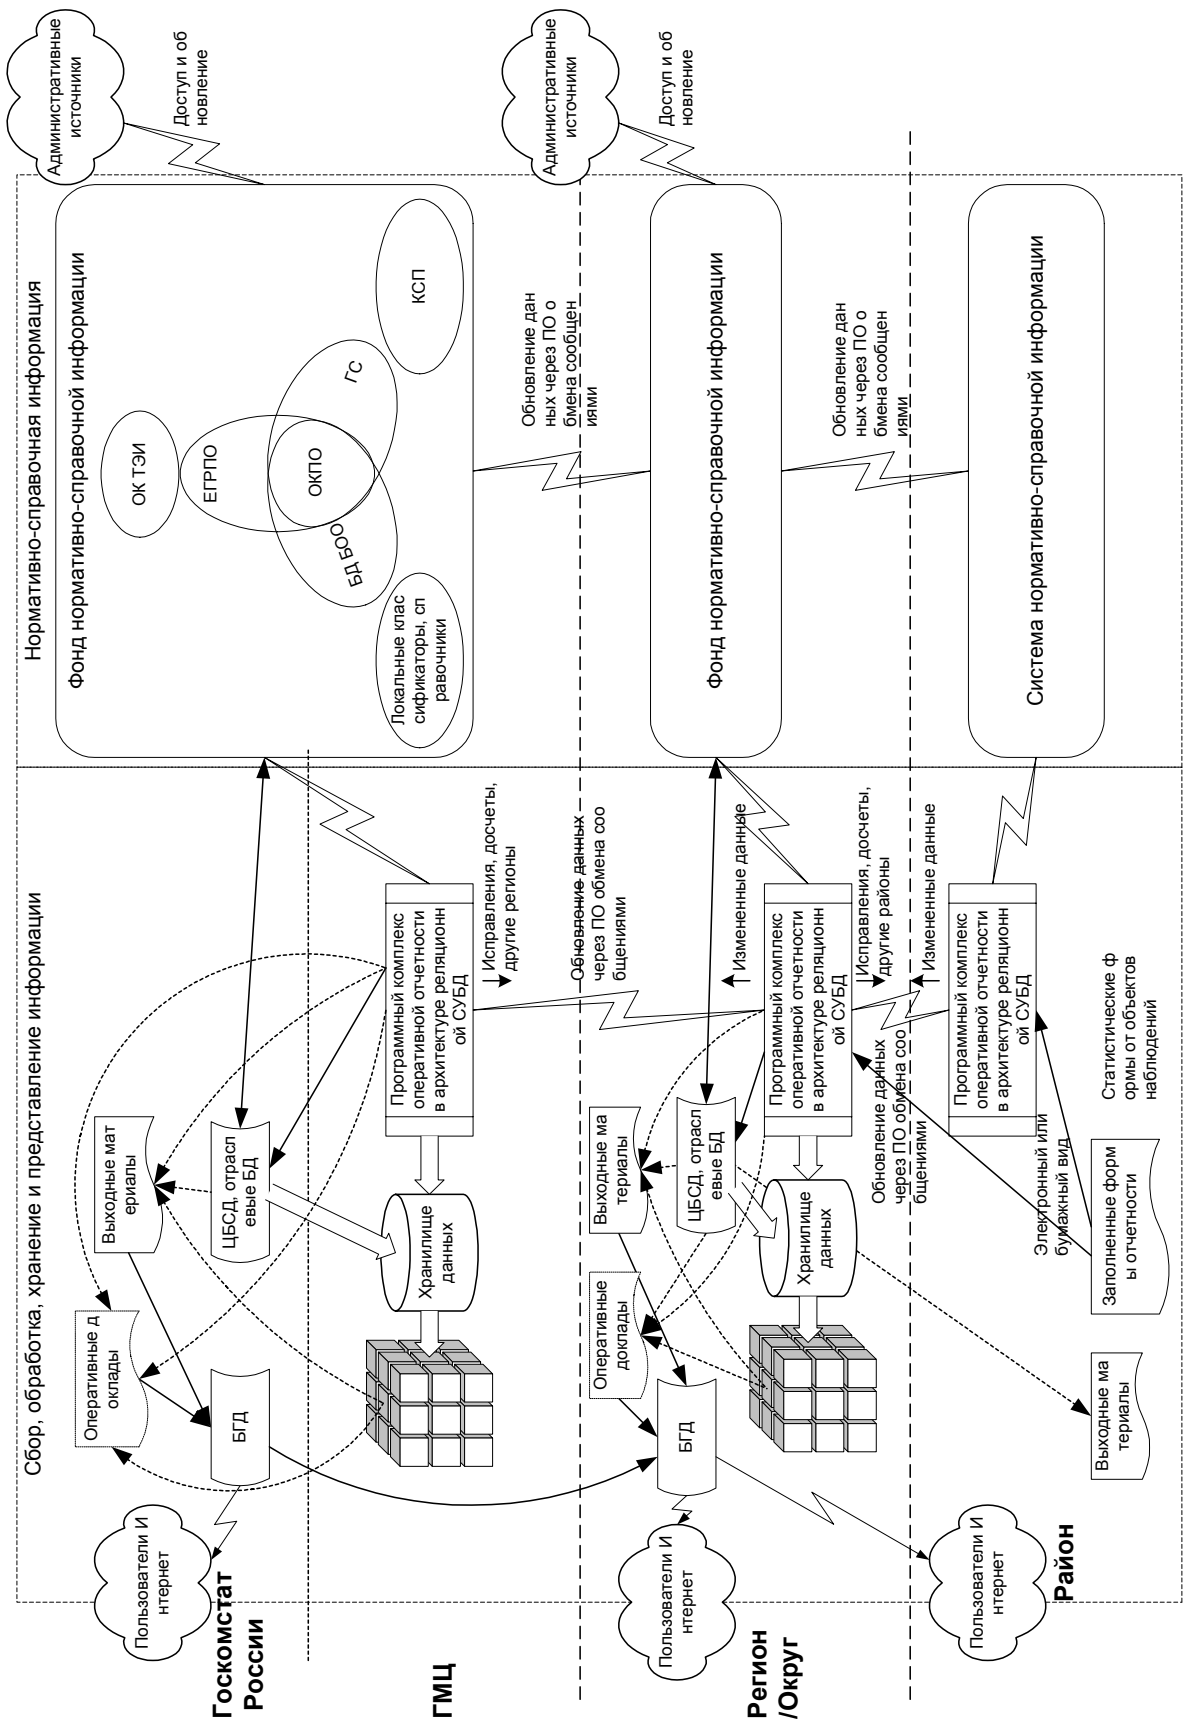 Сбор, обработка, хранение и представление информации
Нормативно-справочная информация
Госкомстат
России
ГМЦ
Регион
/Округ
Район
Пользователи И
нтернет
Оперативные д
оклады
Выходные мат
ериалы
БГД
ЦБСД, отрасл
евые БД
Хранилище
данных
Программный комплекс
оперативной отчетности
в архитектуре реляционн
ой СУБД
Исправления, досчеты,
другие регионы
Обновление данных
через ПО обмена соо
бщениями
Фонд нормативно-справочной информации
ОК ТЭИ
ЕГРПО
ОКПО
БД БОО
ГС
КСП
Локальные клас
сификаторы, сп
равочники
Административные
источники
Доступ и об
новление
Обновление дан
ных через ПО о
бмена сообщен
иями
Пользователи И
нтернет
Оперативные
доклады
Выходные ма
териалы
БГД
ЦБСД, отрасл
евые БД
Хранилище
данных
Измененные данные
Программный комплекс
оперативной отчетности
в архитектуре реляционн
ой СУБД
Исправления, досчеты,
другие районы
Обновление данных
через ПО обмена соо
бщениями
Фонд нормативно-справочной информации
Административные
источники
Доступ и об
новление
Обновление дан
ных через ПО о
бмена сообщен
иями
Пользователи И
нтернет
Измененные данные
Программный комплекс
оперативной отчетности
в архитектуре реляционн
ой СУБД
Система нормативно-справочной информации
Электронный или
бумажный вид
Выходные ма
териалы
Заполненные форм
ы отчетности
Статистические ф
ормы от объектов
наблюдений